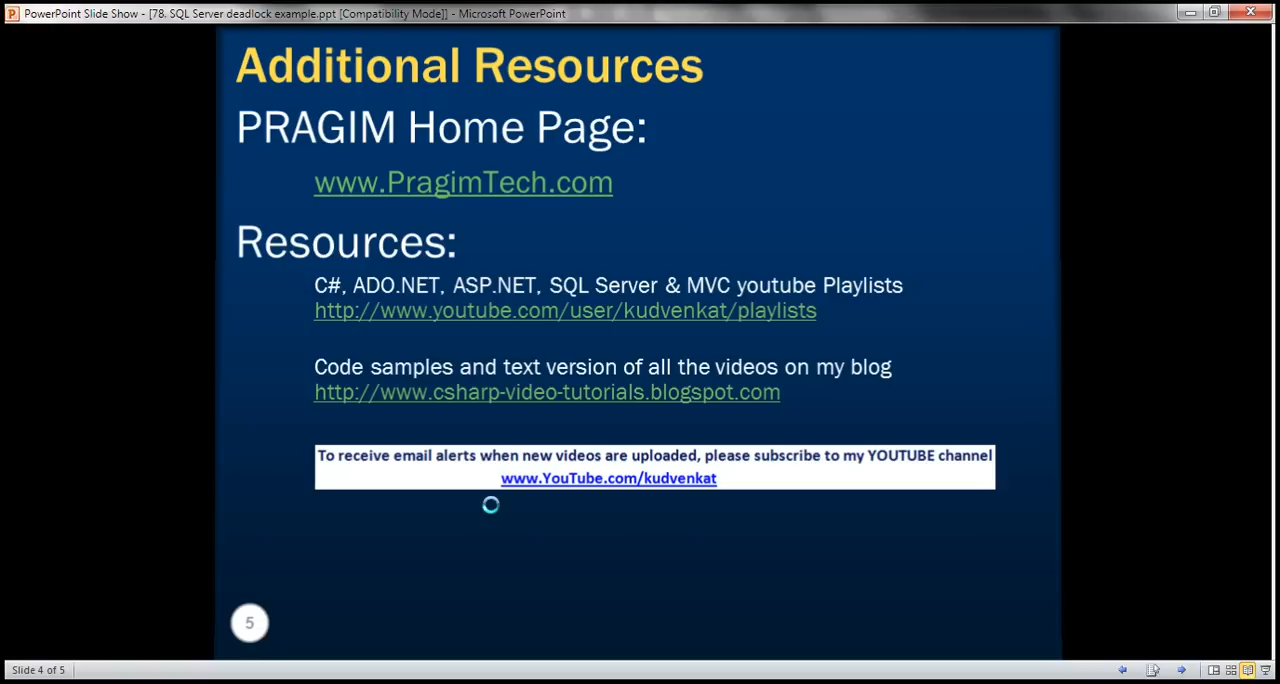 PowerPoint Slide Show - [78. SQL Server deadlock example.ppt [Compatibility Mode]] - Microsoft PowerPoint
Additional Resources
PRAGIM Home Page:
www.PragimTech.com
Resources:
C#, ADO.NET, ASP.NET, SQL Server & MVC youtube Playlists
http://www.youtube.com/user/kudvenkat/playlists
Code samples and text version of all the videos on my blog
http://www.csharp-video-tutorials.blogspot.com
To receive email alerts when new videos are uploaded, please subscribe to my YOUTUBE channel
www.YouTube.com/kudvenkat
5
Slide 4 of 5